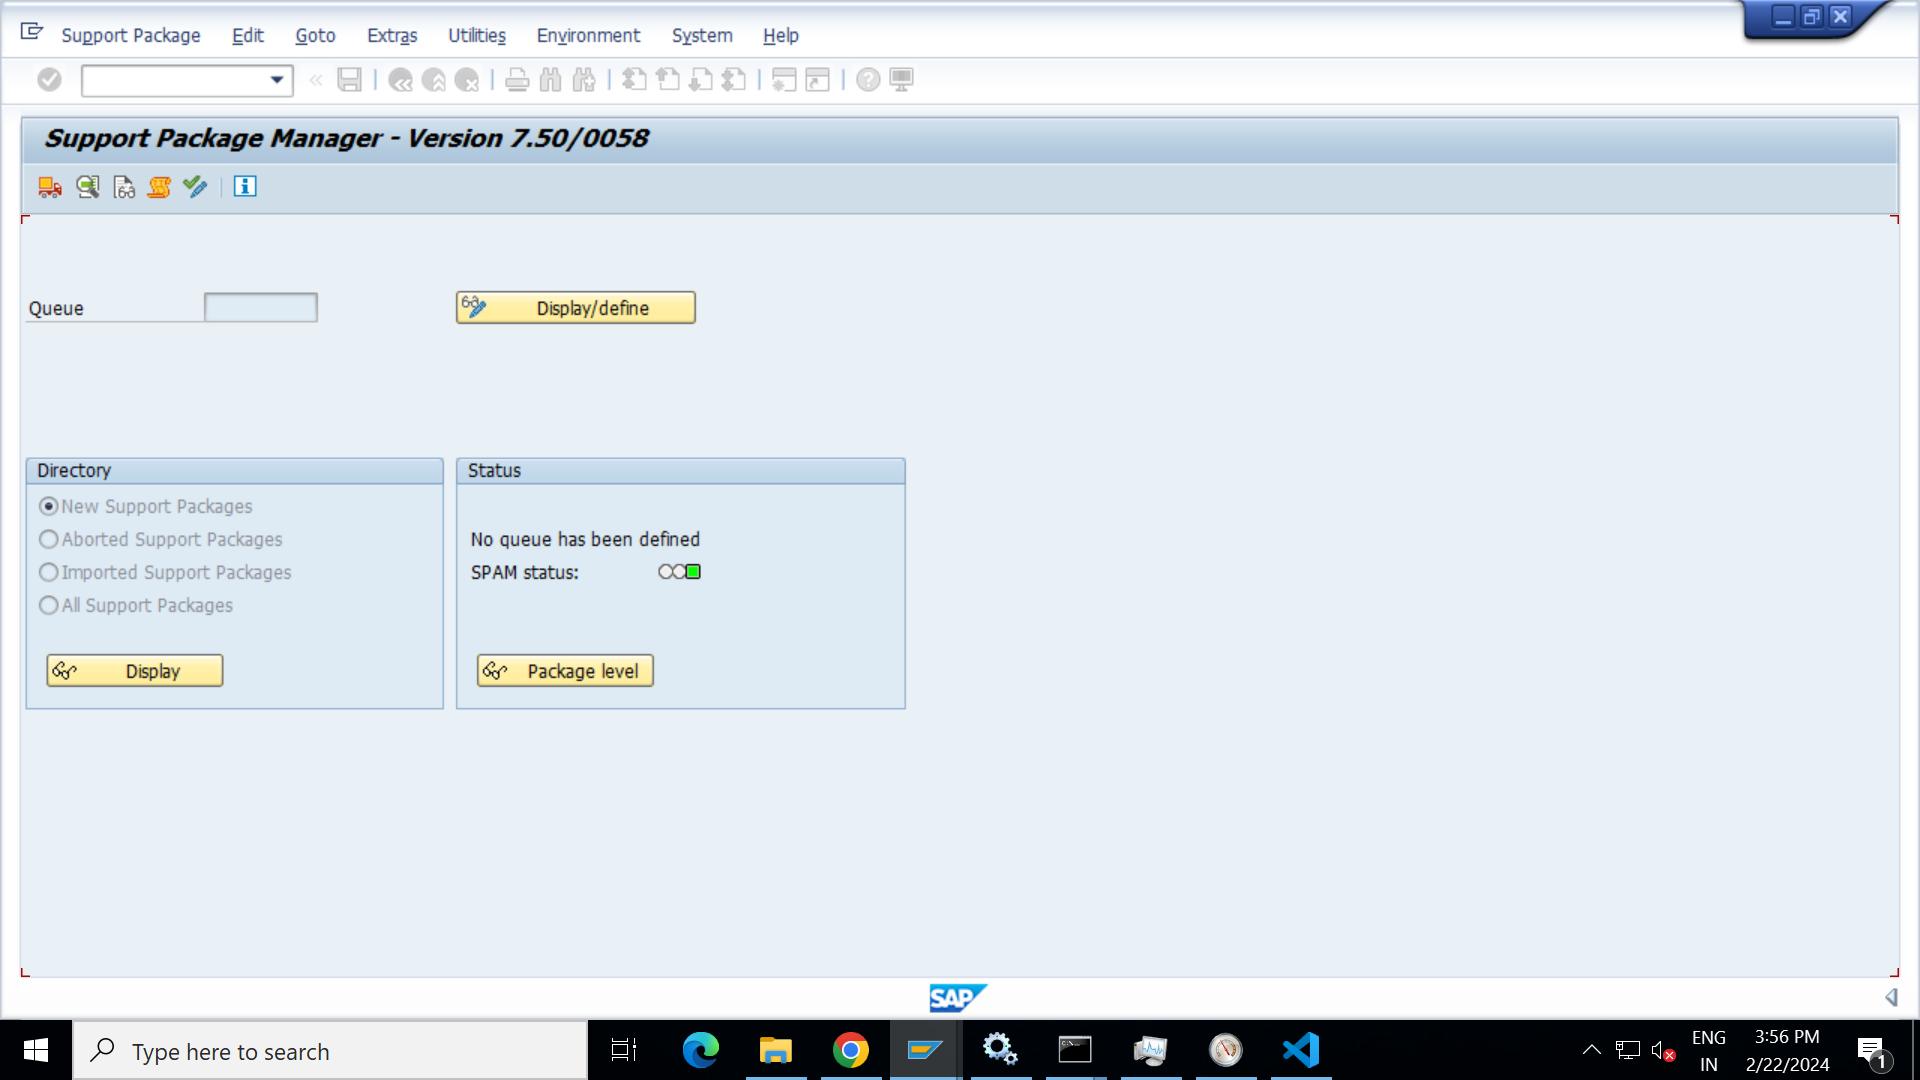 Support Package Edit Goto Extras Utilities Environment System Help
Support Package Manager - Version 7.50/0058
Queue
Display/define
Directory
New Support Packages
Aborted Support Packages
Imported Support Packages
All Support Packages
Display
Status
No queue has been defined
SPAM status:
Package level
SAP
Type here to search
ENG
IN
3:56 PM
2/22/2024
1